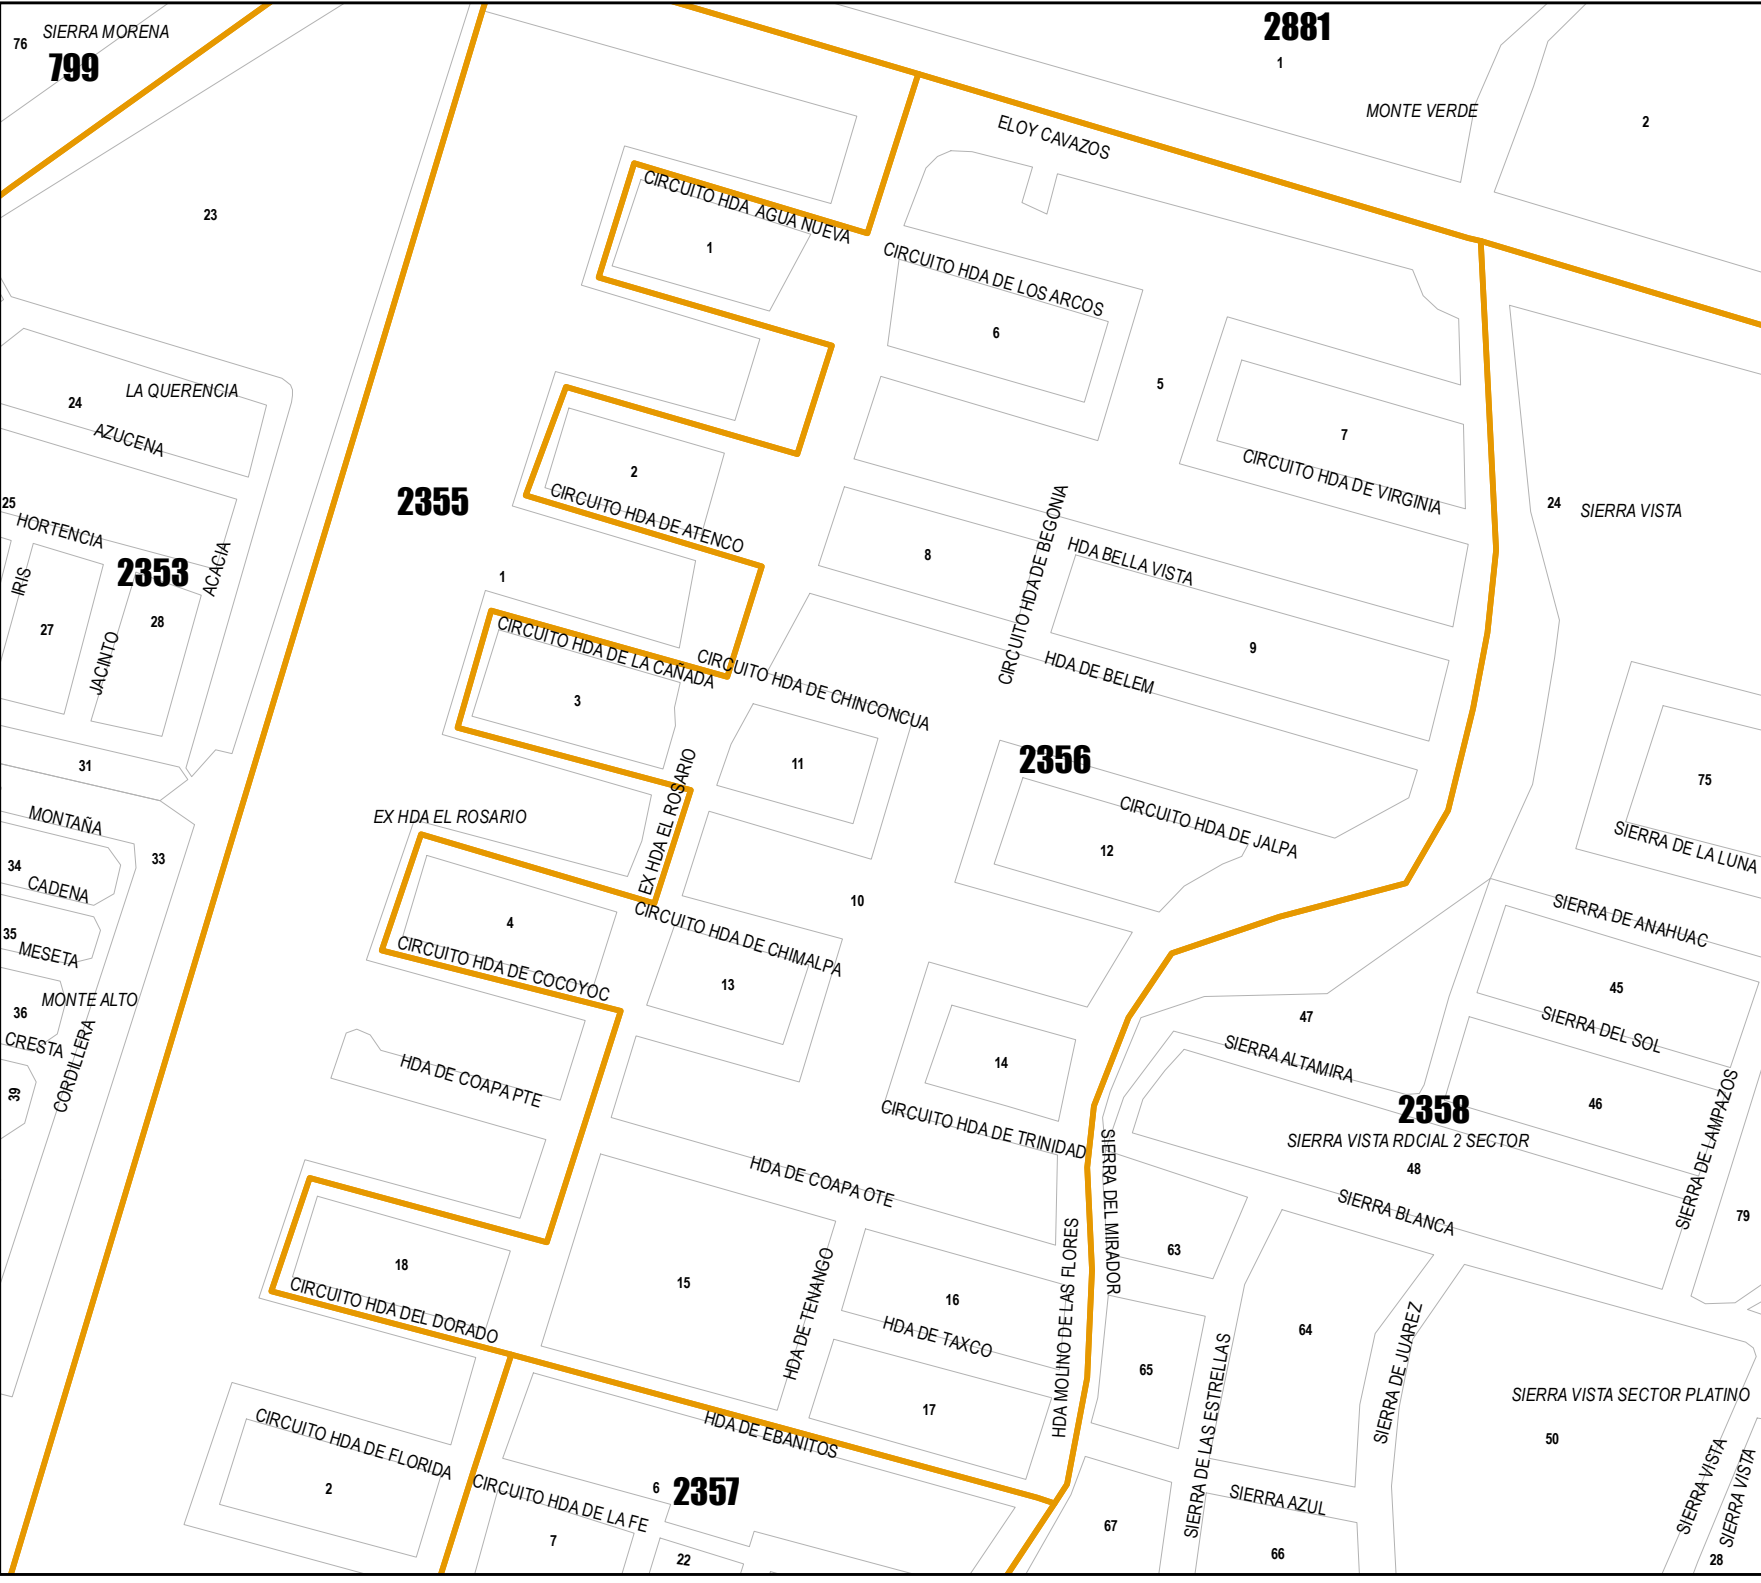 2881
SIERRA MORENA
76
799
1
MONTE VERDE
2
ELOY CAVAZOS
CIRCUITO HDA AGUA NUEVA
23
1
CIRCUITO HDA DE LOS ARCOS
6
5
LA QUERENCIA
24
AZUCENA
7
CIRCUITO HDA DE VIRGINIA
2
CIRCUITO HDA DE ATENCO
2355
24
SIERRA VISTA
25
HORTENCIA
2353
ACACIA
IRIS
27
28
JACINTO
1
8
CIRCUITO HDA DE BEGONIA
HDA BELLA VISTA
9
HDA DE BELEM
CIRCUITO HDA DE LA CAÑADA
CIRCUITO HDA DE CHINCONCUA
3
11
2356
31
75
MONTAÑA
EX HDA EL ROSARIO
EX HDA EL ROSARIO
CIRCUITO HDA DE JALPA
12
SIERRA DE LA LUNA
33
34
CADENA
10
4
CIRCUITO HDA DE CHIMALPA
SIERRA DE ANAHUAC
35
MESETA
CIRCUITO HDA DE COCOYOC
13
45
MONTE ALTO
36
CRESTA
CORDILLERA
47
SIERRA DEL SOL
SIERRA ALTAMIRA
14
HDA DE COAPA PTE
39
CIRCUITO HDA DE TRINIDAD
2358
46
SIERRA DE LAMPAZOS
SIERRA VISTA RDCIAL 2 SECTOR
48
HDA DE COAPA OTE
SIERRA DEL MIRADOR
SIERRA BLANCA
79
63
18
CIRCUITO HDA DEL DORADO
15
HDA DE TENANGO
16
HDA DE TAXCO
HDA MOLINO DE LAS FLORES
64
65
SIERRA DE LAS ESTRELLAS
SIERRA DE JUAREZ
SIERRA VISTA SECTOR PLATINO
17
50
HDA DE EBANITOS
CIRCUITO HDA DE FLORIDA
2
6
2357
CIRCUITO HDA DE LA FE
7
22
SIERRA AZUL
67
66
SIERRA VISTA
SIERRA VISTA
28